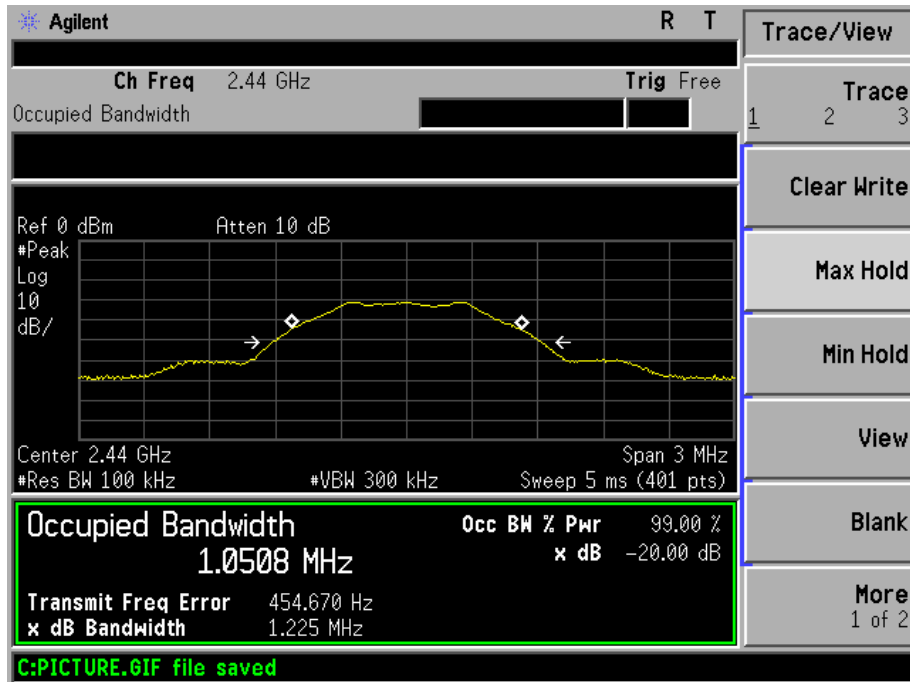 Agilent R T
Ch Freq 2.44 GHz Trig Free
Occupied Bandwidth
Ref 0 dBm Atten 10 dB
#Peak
Log
10
dB/
Center 2.44 GHz Span 3 MHz
#Res BW 100 kHz #VBW 300 kHz Sweep 5 ms (401 pts)
Occupied Bandwidth Occ BW % Pwr 99.00 %
1.0508 MHz x dB -20.00 dB
Transmit Freq Error 454.670 Hz
x dB Bandwidth 1.225 MHz
C:PICTURE.GIF file saved
Trace/View
Trace
1 2 3
Clear Write
Max Hold
Min Hold
View
Blank
More
1 of 2